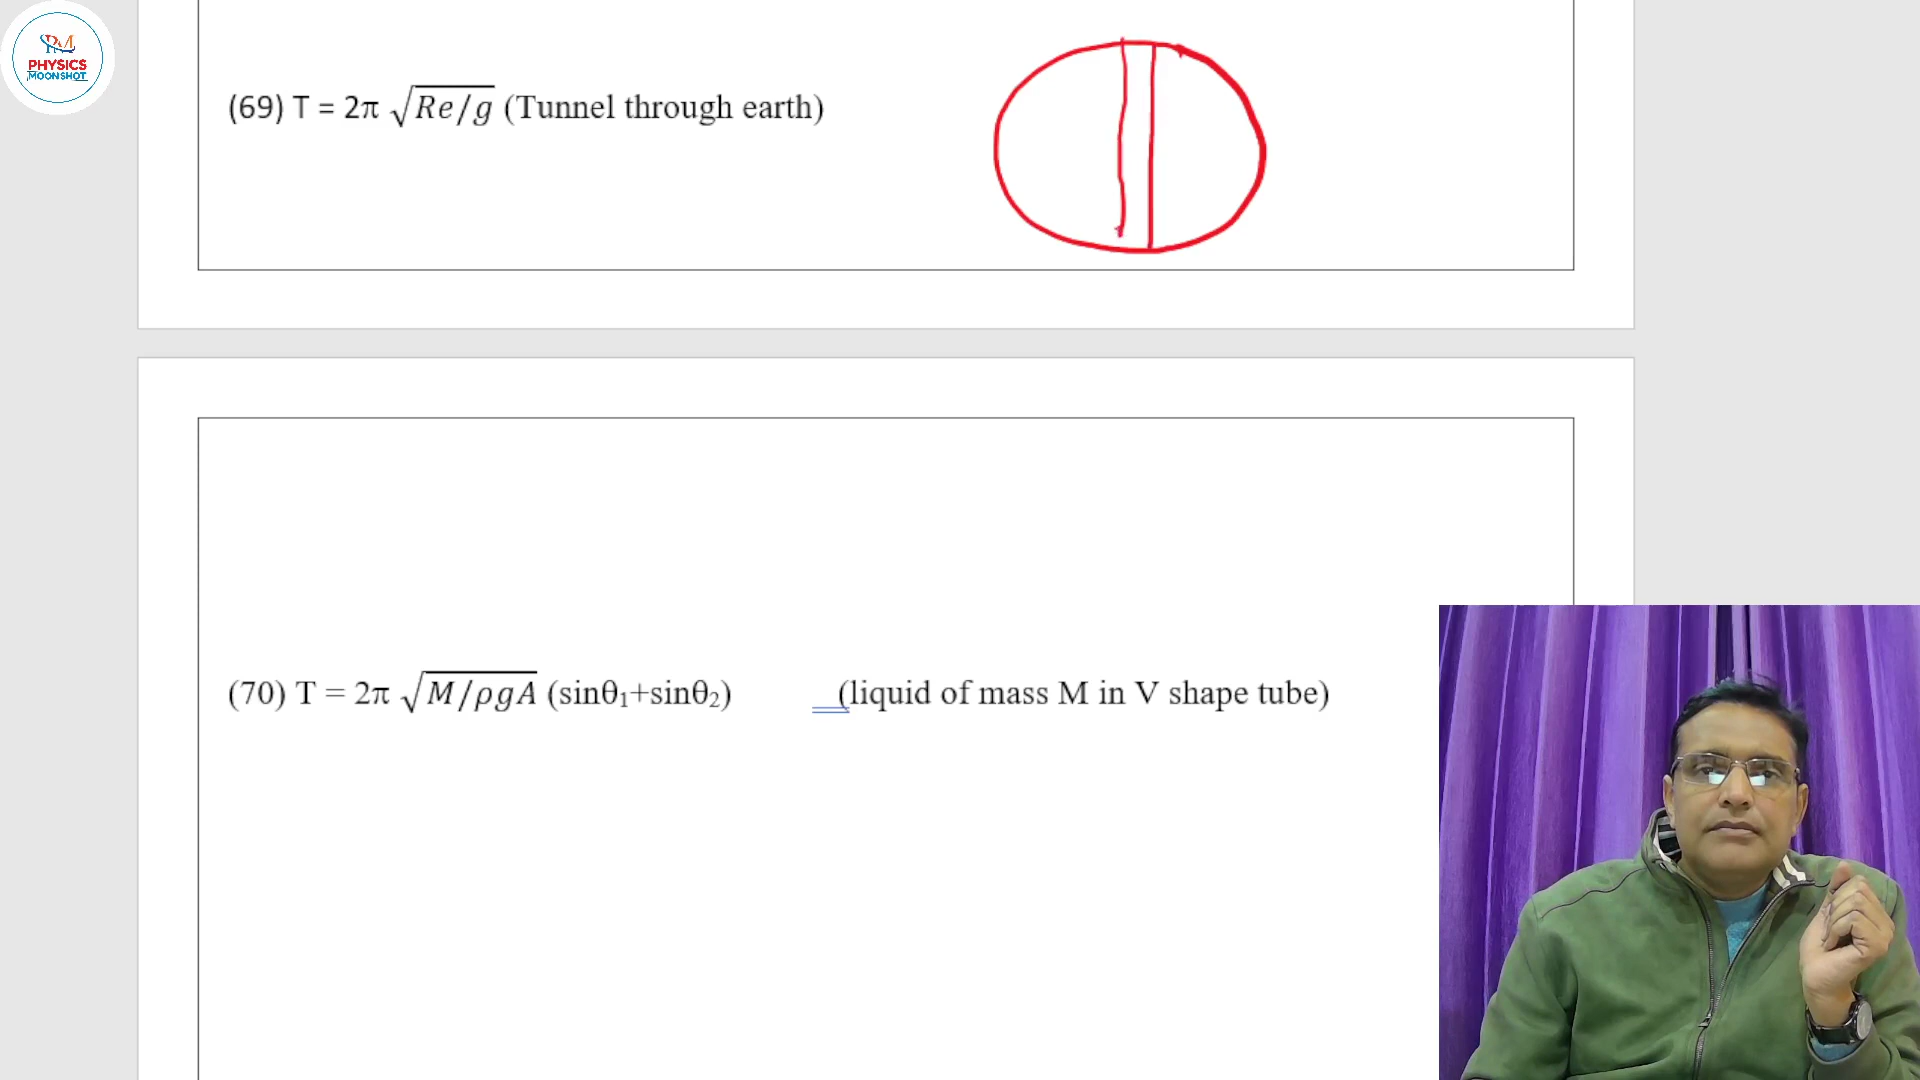 PHYSICS
MOONSHOT
(69) T = 2π √Re/g (Tunnel through earth)
(70) T = 2π √M/ρgA (sinθ₁+sinθ₂) (liquid of mass M in V shape tube)